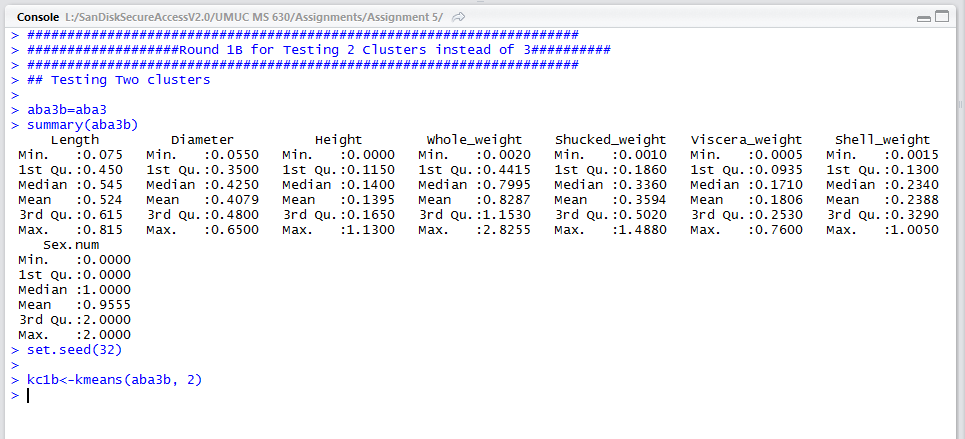 Console L:/SanDiskSecureAccessV2.0/UMUC MS 630/Assignments/Assignment 5/
> ######################################################################
> ###################Round 1B for Testing 2 Clusters instead of 3##########
> ######################################################################
> ## Testing Two clusters
>
> aba3b=aba3
> summary(aba3b)
    Length         Diameter          Height        Whole_weight    Shucked_weight   Viscera_weight    Shell_weight
Min.   :0.075   Min.   :0.0550   Min.   :0.0000   Min.   :0.0020   Min.   :0.0010   Min.   :0.0005   Min.   :0.0015
1st Qu.:0.450   1st Qu.:0.3500   1st Qu.:0.1150   1st Qu.:0.4415   1st Qu.:0.1860   1st Qu.:0.0935   1st Qu.:0.1300
Median :0.545   Median :0.4250   Median :0.1400   Median :0.7995   Median :0.3360   Median :0.1710   Median :0.2340
Mean   :0.524   Mean   :0.4079   Mean   :0.1395   Mean   :0.8287   Mean   :0.3594   Mean   :0.1806   Mean   :0.2388
3rd Qu.:0.615   3rd Qu.:0.4800   3rd Qu.:0.1650   3rd Qu.:1.1530   3rd Qu.:0.5020   3rd Qu.:0.2530   3rd Qu.:0.3290
Max.   :0.815   Max.   :0.6500   Max.   :1.1300   Max.   :2.8255   Max.   :1.4880   Max.   :0.7600   Max.   :1.0050
   Sex.num
Min.   :0.0000
1st Qu.:0.0000
Median :1.0000
Mean   :0.9555
3rd Qu.:2.0000
Max.   :2.0000
> set.seed(32)
>
> kc1b<-kmeans(aba3b, 2)
>